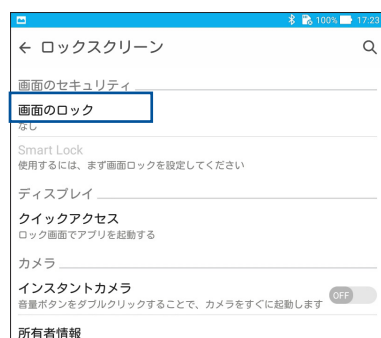 100% 17:23
← ロックスクリーン
画面のセキュリティ
画面のロック
なし
Smart Lock
使用するには、まず画面ロックを設定してください
ディスプレイ
クイックアクセス
ロック画面でアプリを起動する
カメラ
インスタントカメラ
OFF
音量ボタンをダブルクリックすることで、カメラをすぐに起動します
所有者情報